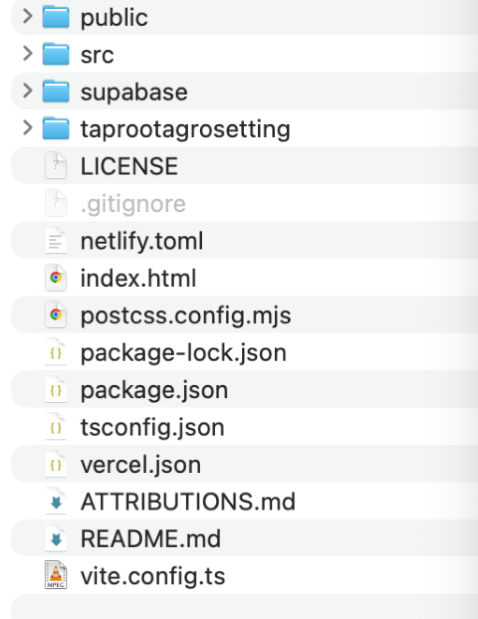 public
src
supabase
taprootagrosetting
LICENSE
.gitignore
netlify.toml
index.html
postcss.config.mjs
package-lock.json
package.json
tsconfig.json
vercel.json
ATTRIBUTIONS.md
README.md
vite.config.ts